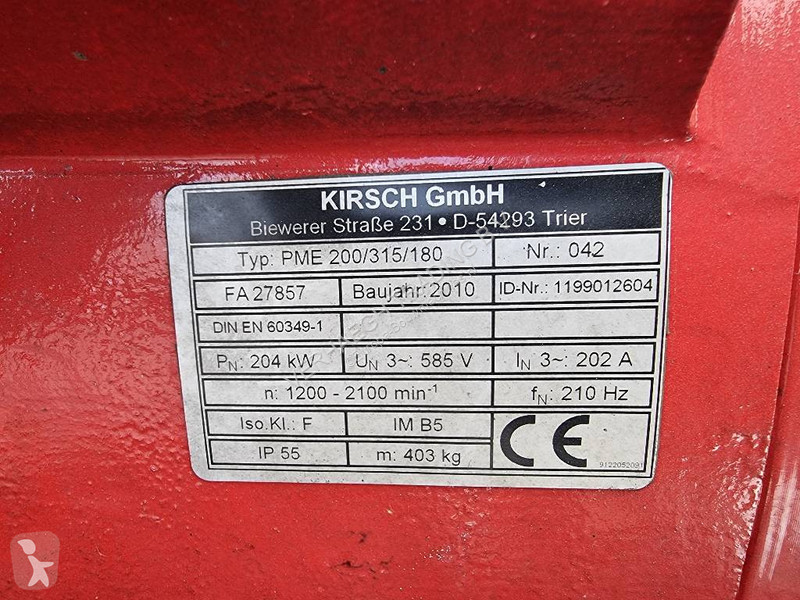 KIRSCH GmbH
Biewerer Straße 231 • D-54293 Trier
Typ: PME 200/315/180 Nr.: 042
FA 27857 Baujahr: 2010 ID-Nr.: 1199012604
DIN EN 60349-1
PN: 204 kW UN 3~: 585 V IN 3~: 202 A
n: 1200 - 2100 min-1 fN: 210 Hz
Iso.Kl.: F IM B5 CE
IP 55 m: 403 kg